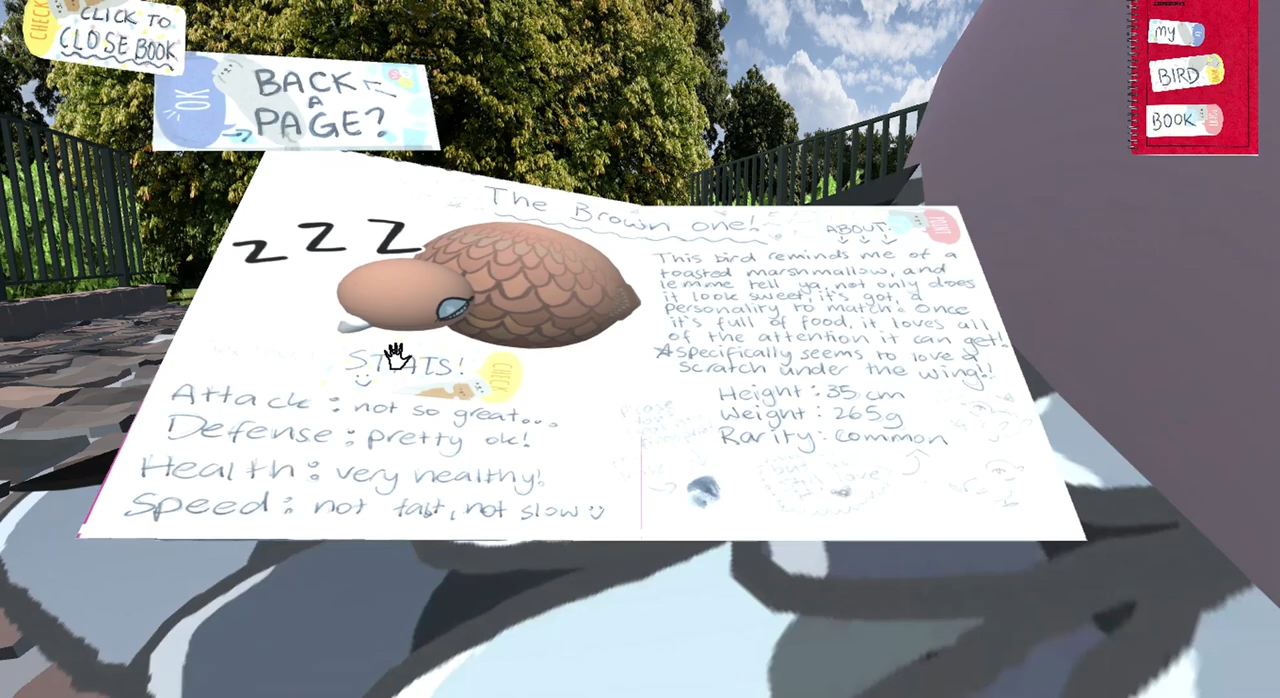 CHECK
CLICK TO
CLOSE BOOK
OK
BACK
A
PAGE?
MY
BIRD
BOOK
The Brown one!
z z z
STATS!
CHECK
Attack : not so great...
Defense : pretty ok!
Health : very healthy!
Speed : not fast, not slow
ABOUT:
POINT
This bird reminds me of a
toasted marshmallow, and
lemme tell ya, not only does
it look sweet, it's got a
personality to match. Once
it's full of food, it loves all
of the attention it can get!
*Specifically seems to love a
scratch under the wing!!
Height : 35 cm
Weight : 265g
Rarity : common